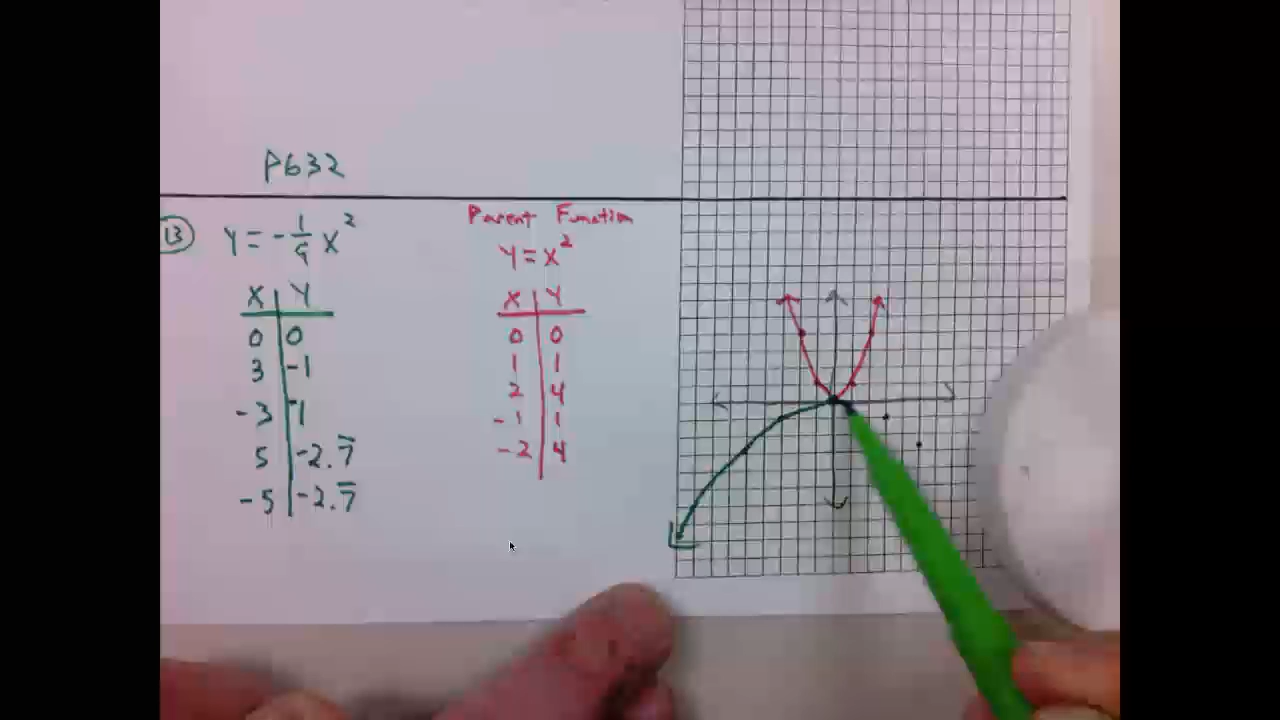 P632
13 Y = -1/9 X²
X Y
0 0
3 -1
-3 -1
5 -2.7̅
-5 -2.7̅
Parent Function
Y = X²
X Y
0 0
1 1
2 4
-1 1
-2 4